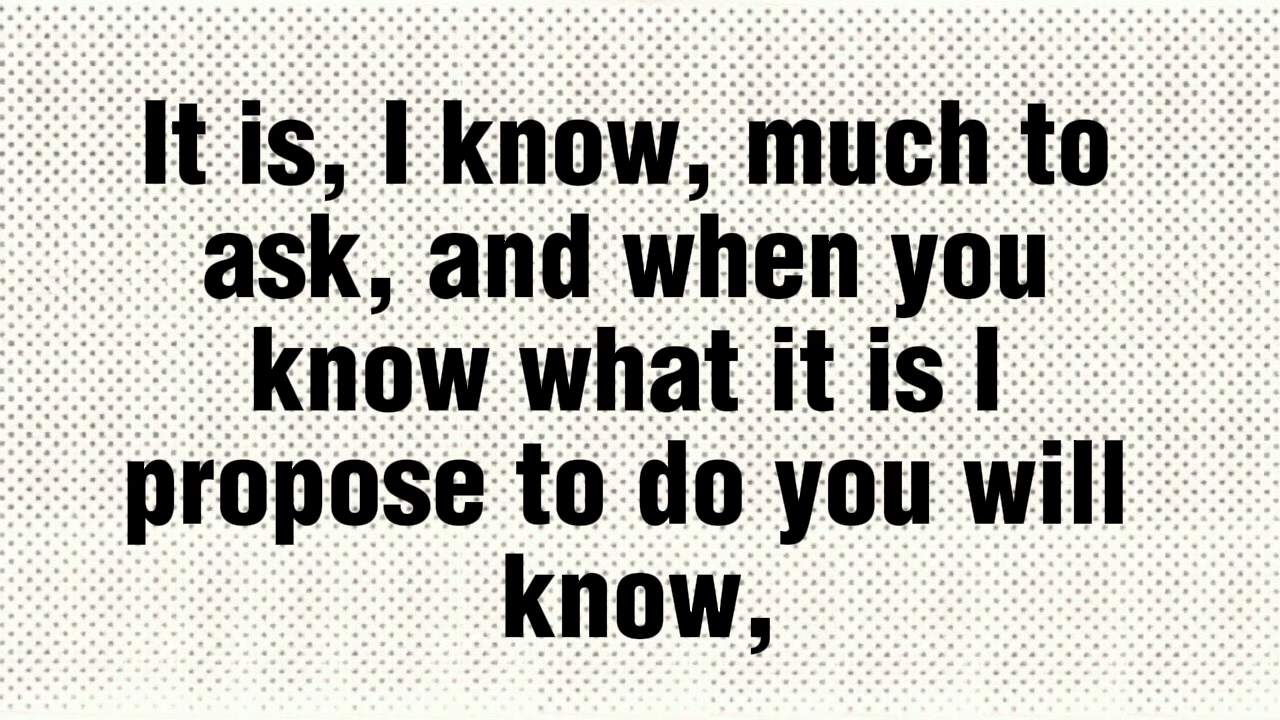 It is, I know, much to
ask, and when you
know what it is I
propose to do you will
know,